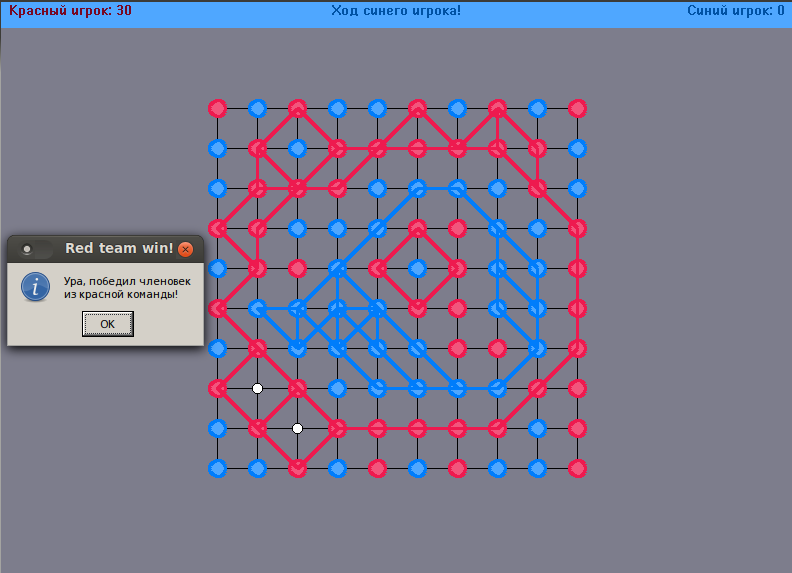 Красный игрок: 30
Ход синего игрока!
Синий игрок: 0
Red team win!
Ура, победил членовек
из красной команды!
OK